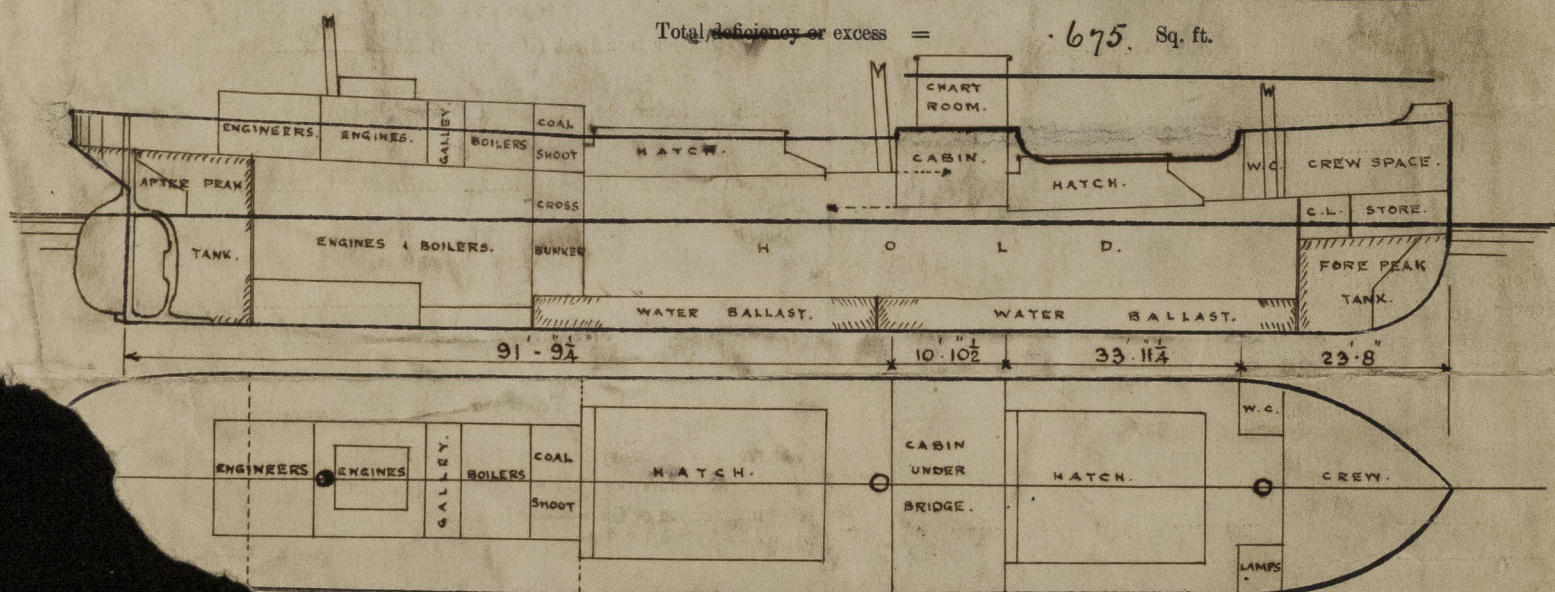 Total deficiency or excess = .675. Sq. ft.
CHART
ROOM.
ENGINEERS.
ENGINES.
GALLEY.
BOILERS
COAL
SHOOT
HATCH.
CABIN.
HATCH.
W.C.
CREW SPACE.
AFTER PEAK
TANK.
CROSS
BUNKER
C.L.
STORE.
ENGINES & BOILERS.
HOLD.
FORE PEAK
TANK.
WATER BALLAST.
WATER BALLAST.
91'-9¼"
10'.10½"
33'.11¼"
23'.8"
ENGINEERS
ENGINES
GALLEY.
BOILERS
COAL
SHOOT
HATCH.
CABIN
UNDER
BRIDGE.
HATCH.
W.C.
CREW.
LAMPS